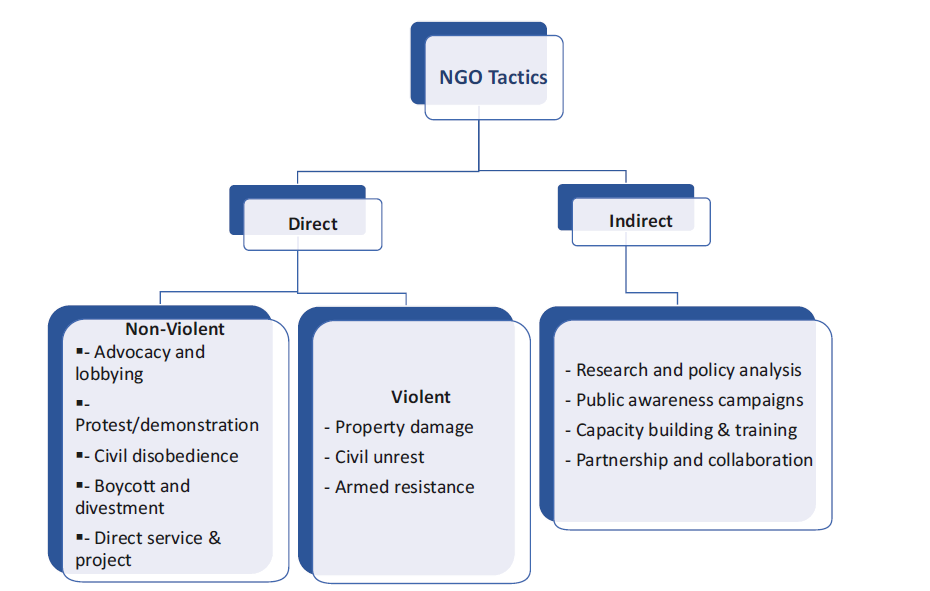 NGO Tactics
Direct
Indirect
Non-Violent
▪- Advocacy and
lobbying
▪-
Protest/demonstration
▪- Civil disobedience
▪- Boycott and
divestment
▪- Direct service &
project
Violent
- Property damage
- Civil unrest
- Armed resistance
- Research and policy analysis
- Public awareness campaigns
- Capacity building & training
- Partnership and collaboration